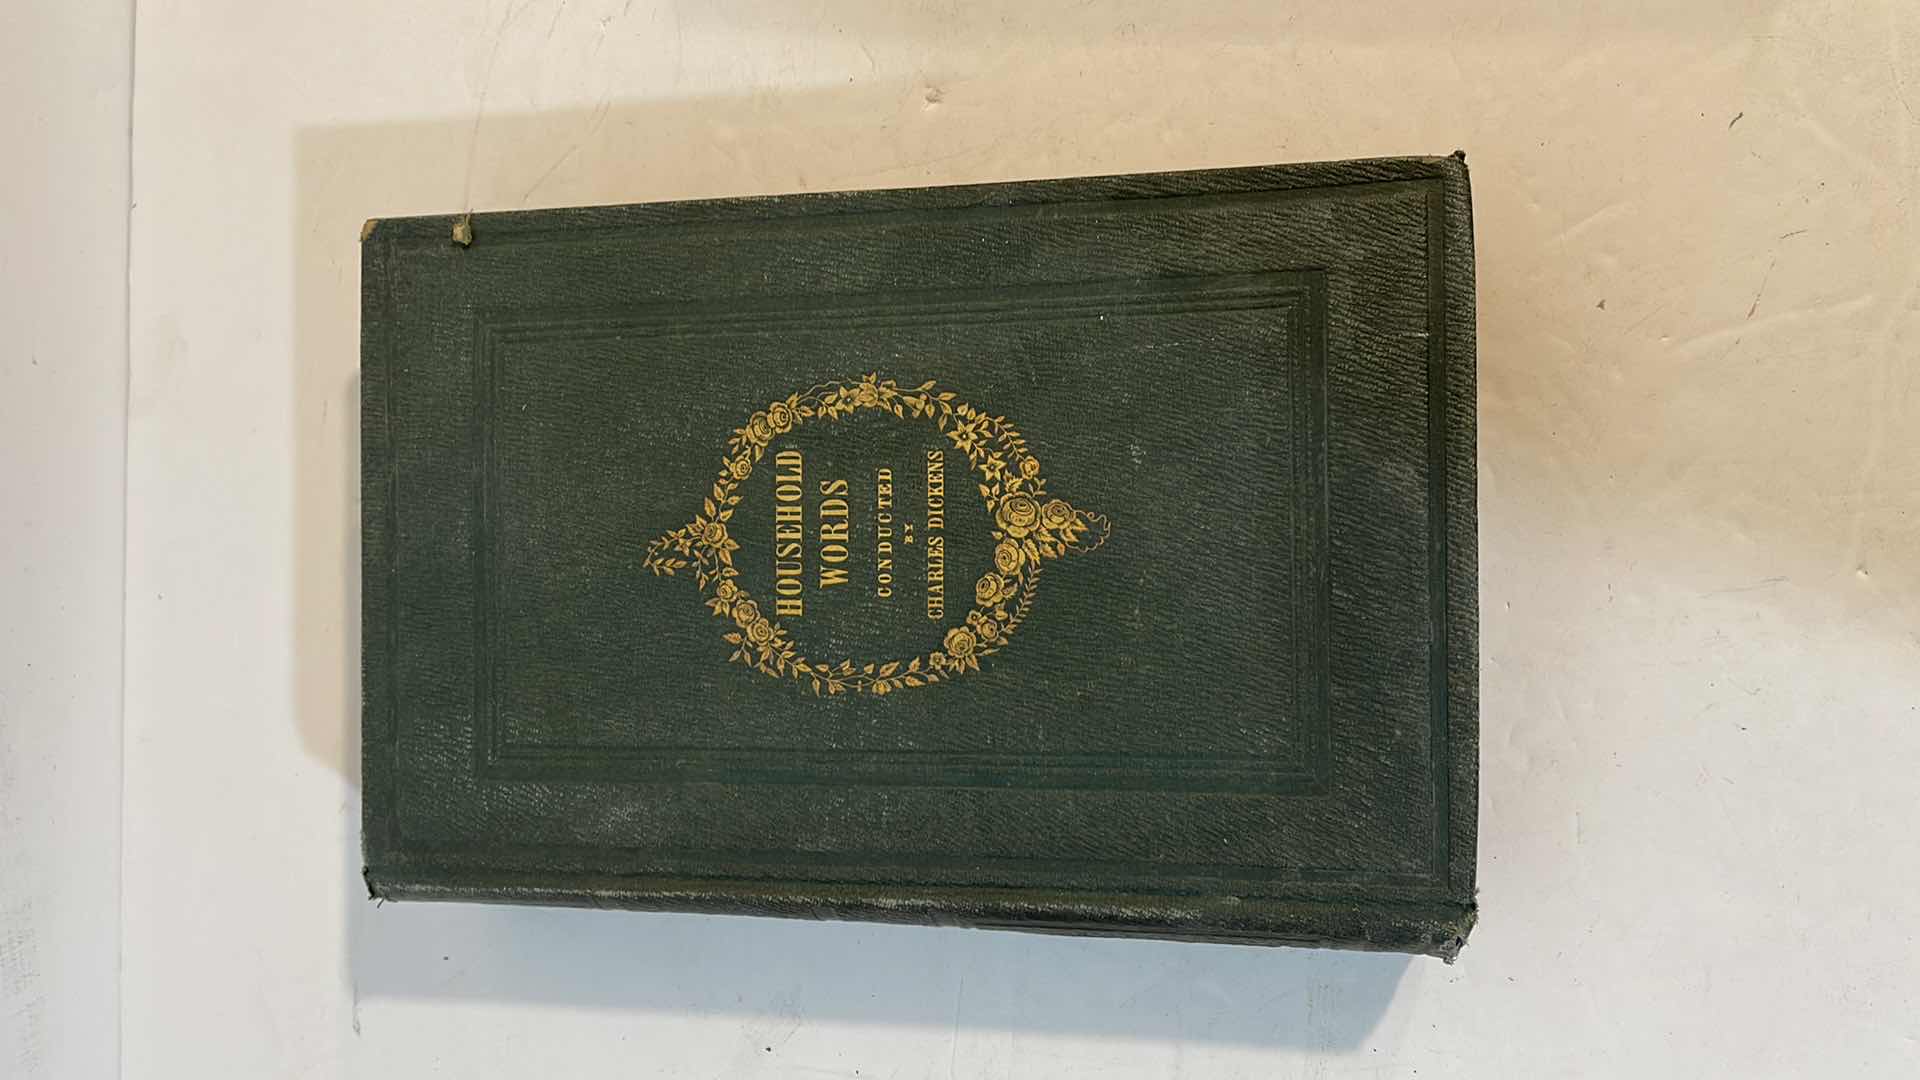 HOUSEHOLD
WORDS
CONDUCTED
BY
CHARLES DICKENS